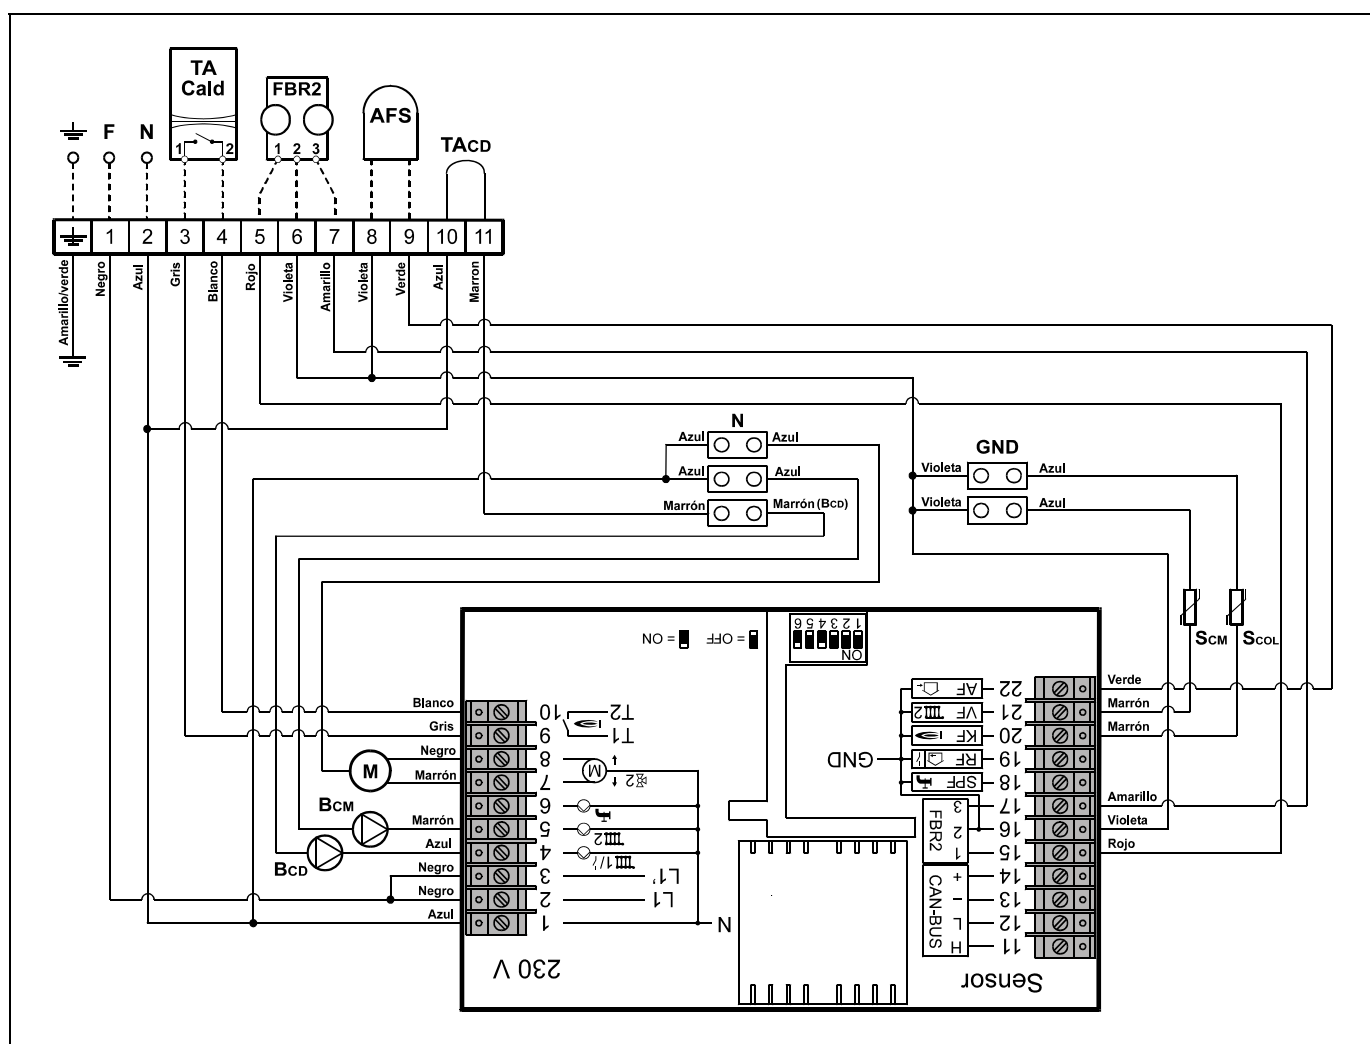 TA
Cald
1 2
FBR2
1 2 3
AFS
TACD
F
N
1 2 3 4 5 6 7 8 9 10 11
Amarillo/verde
Negro
Azul
Gris
Blanco
Rojo
Violeta
Amarillo
Violeta
Verde
Azul
Marron
N
Azul
Azul
Azul
Azul
Marrón
Marrón (BCD)
GND
Violeta
Azul
Violeta
Azul
SCM
SCOL
NO =
OFF =
1 2 3 4 5 6
ON
Blanco
Gris
Negro
Marrón
Marrón
Azul
Negro
Negro
Azul
M
BCM
BCD
10
9
8
7
6
5
4
3
2
1
T2
T1
M
2
2
1/
L1'
L1
N
230 V
GND
AF
VF
2
KF
RF
SPF
FBR2
3
2
1
CAN-BUS
+
–
L
H
22
21
20
19
18
17
16
15
14
13
12
11
Sensor
Verde
Marrón
Marrón
Amarillo
Violeta
Rojo